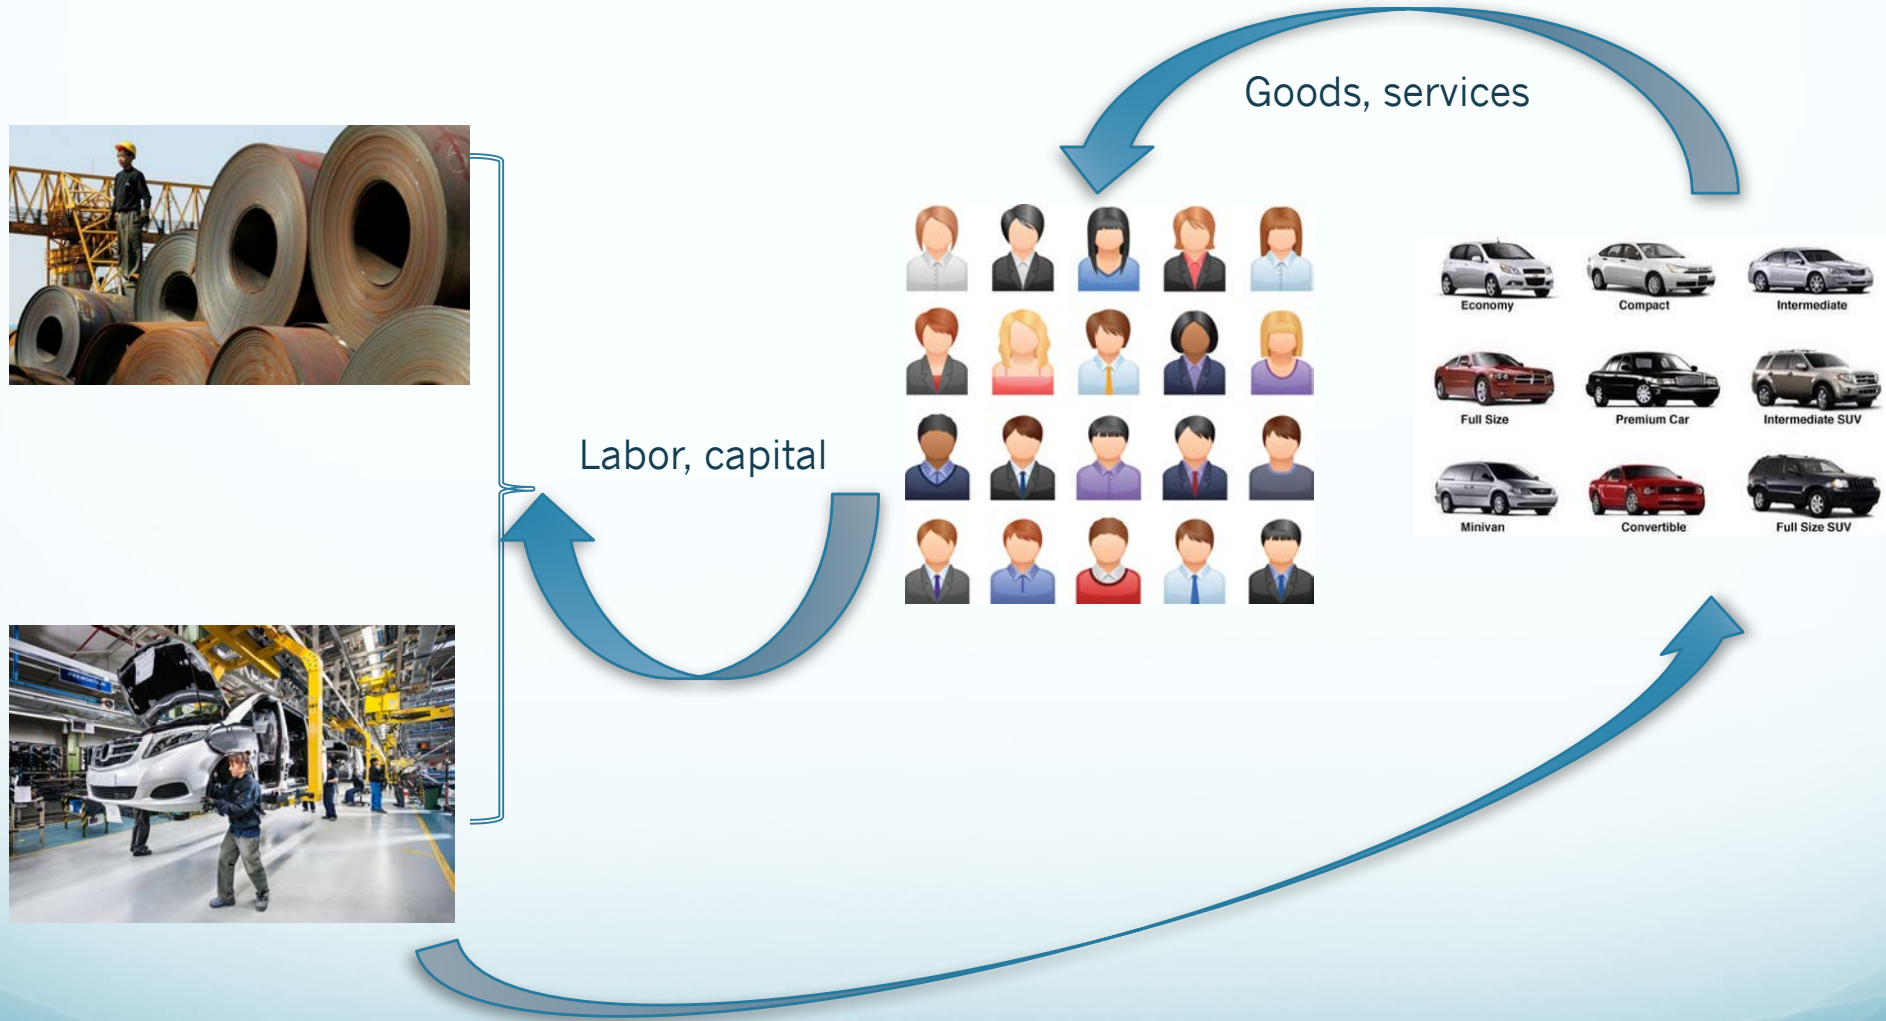 Goods, services
Economy
Compact
Intermediate
Full Size
Premium Car
Intermediate SUV
Labor, capital
Minivan
Convertible
Full Size SUV